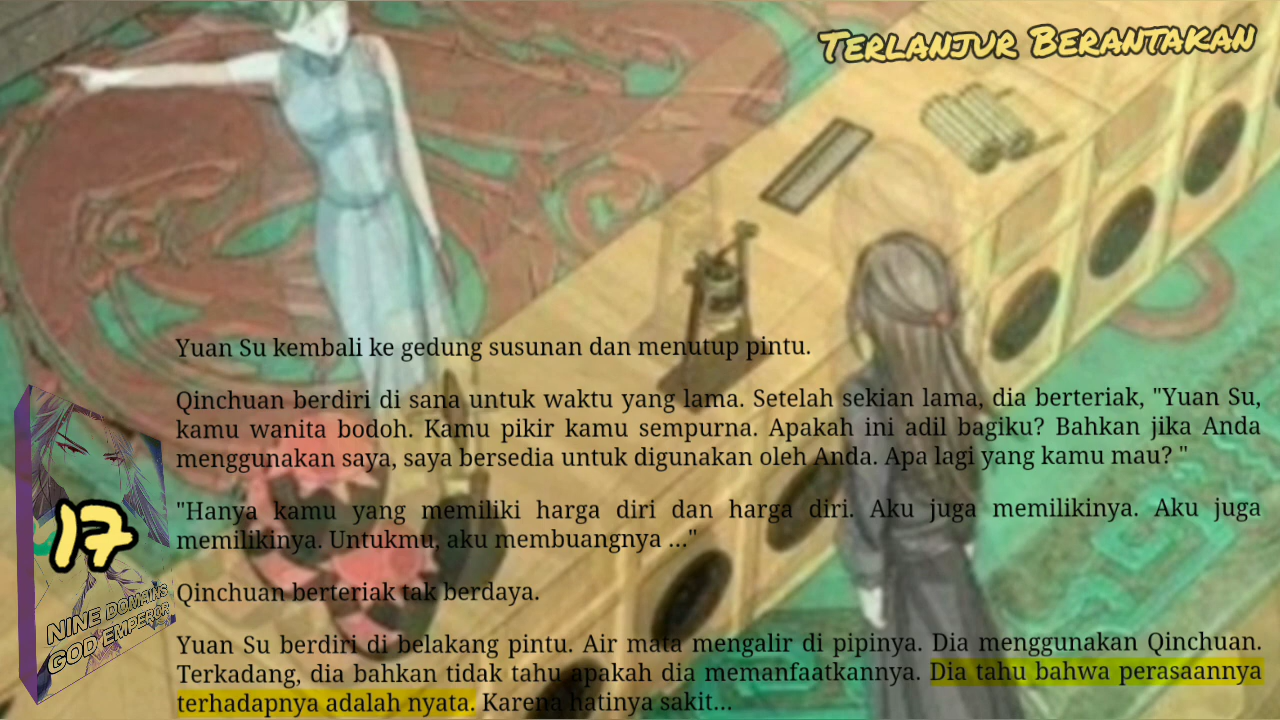 Terlanjur Berantakan
Yuan Su kembali ke gedung susunan dan menutup pintu.
Qinchuan berdiri di sana untuk waktu yang lama. Setelah sekian lama, dia berteriak, "Yuan Su,
kamu wanita bodoh. Kamu pikir kamu sempurna. Apakah ini adil bagiku? Bahkan jika Anda
menggunakan saya, saya bersedia untuk digunakan oleh Anda. Apa lagi yang kamu mau? "
"Hanya kamu yang memiliki harga diri dan harga diri. Aku juga memilikinya. Aku juga
memilikinya. Untukmu, aku membuangnya ..."
Qinchuan berteriak tak berdaya.
Yuan Su berdiri di belakang pintu. Air mata mengalir di pipinya. Dia menggunakan Qinchuan.
Terkadang, dia bahkan tidak tahu apakah dia memanfaatkannya. Dia tahu bahwa perasaannya
terhadapnya adalah nyata. Karena hatinya sakit...
17
NINE DOMAINS
GOD EMPEROR